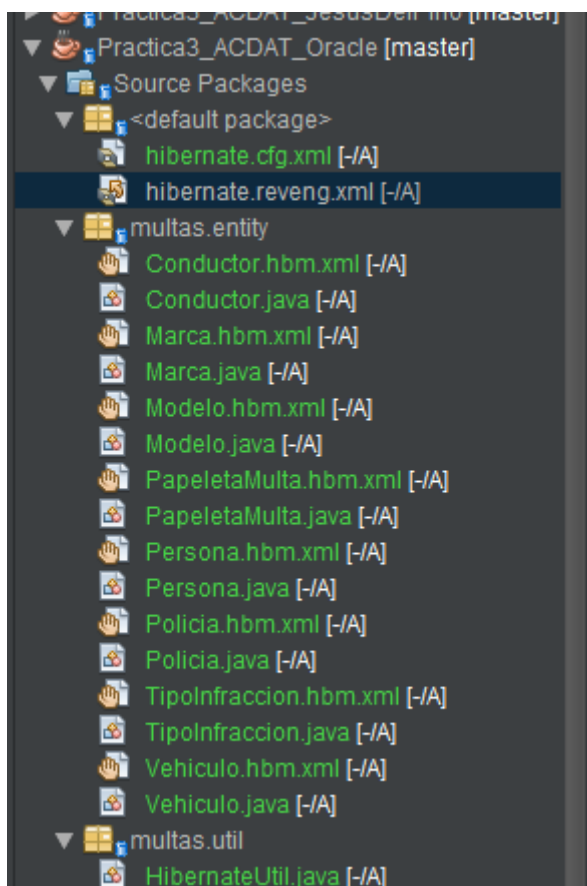 Practica3_ACDAT_JesusDelPino [master]
Practica3_ACDAT_Oracle [master]
Source Packages
<default package>
hibernate.cfg.xml [-/A]
hibernate.reveng.xml [-/A]
multas.entity
Conductor.hbm.xml [-/A]
Conductor.java [-/A]
Marca.hbm.xml [-/A]
Marca.java [-/A]
Modelo.hbm.xml [-/A]
Modelo.java [-/A]
PapeletaMulta.hbm.xml [-/A]
PapeletaMulta.java [-/A]
Persona.hbm.xml [-/A]
Persona.java [-/A]
Policia.hbm.xml [-/A]
Policia.java [-/A]
TipoInfraccion.hbm.xml [-/A]
TipoInfraccion.java [-/A]
Vehiculo.hbm.xml [-/A]
Vehiculo.java [-/A]
multas.util
HibernateUtil.java [-/A]